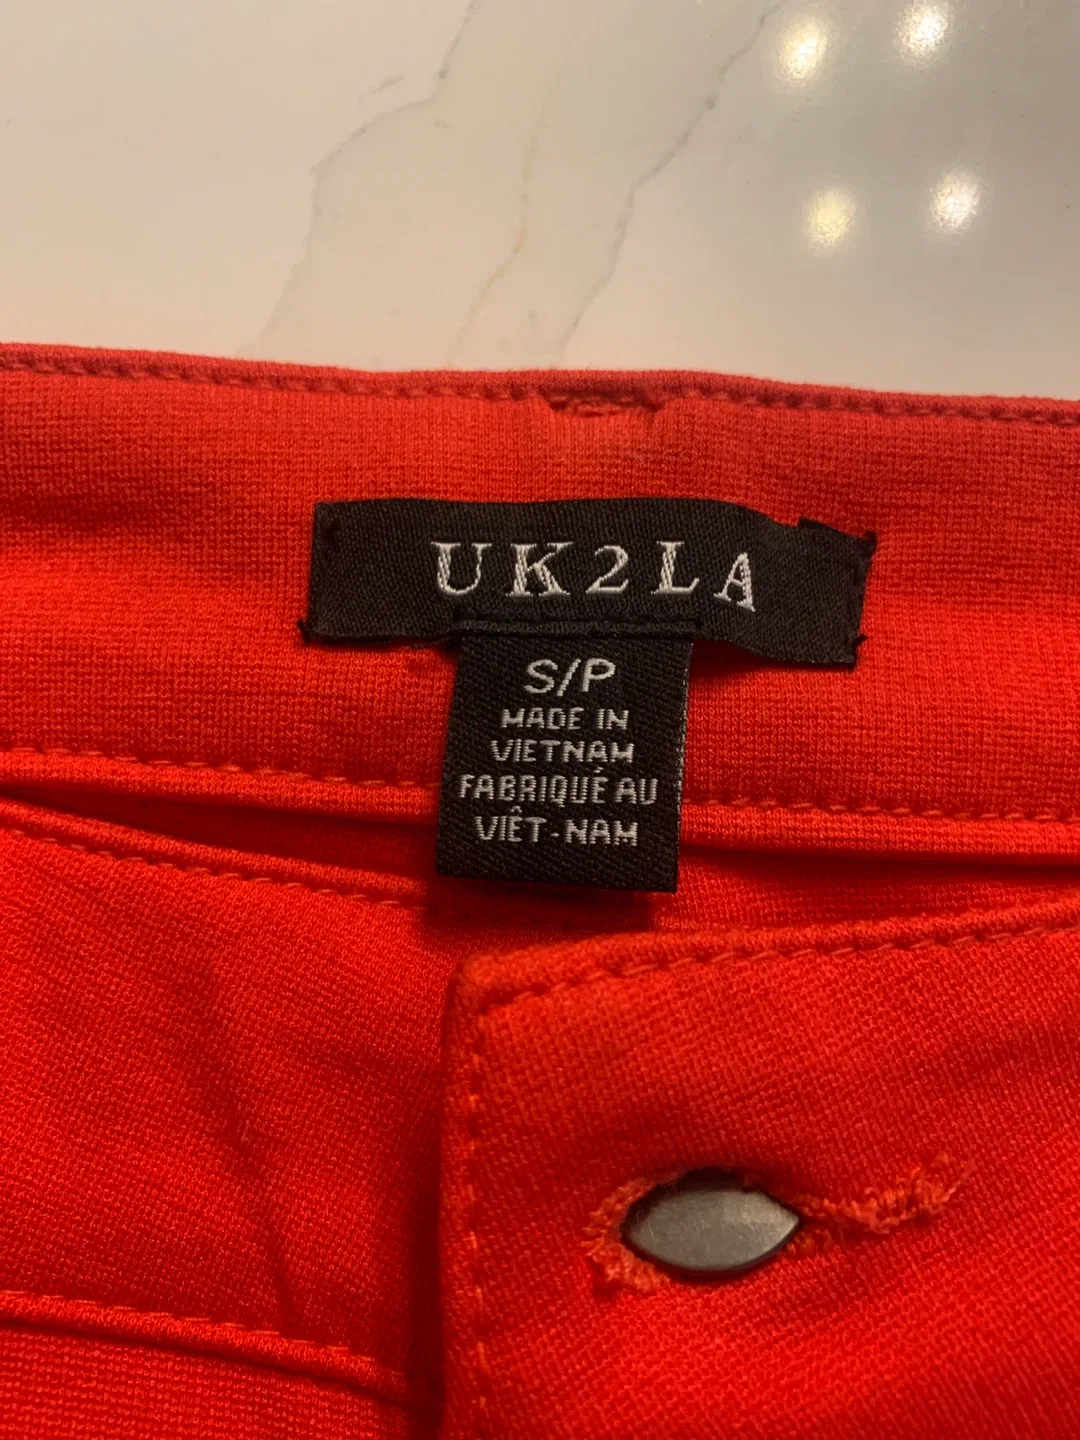 UK2LA
S/P
MADE IN
VIETNAM
FABRIQUÉ AU
VIÊT-NAM